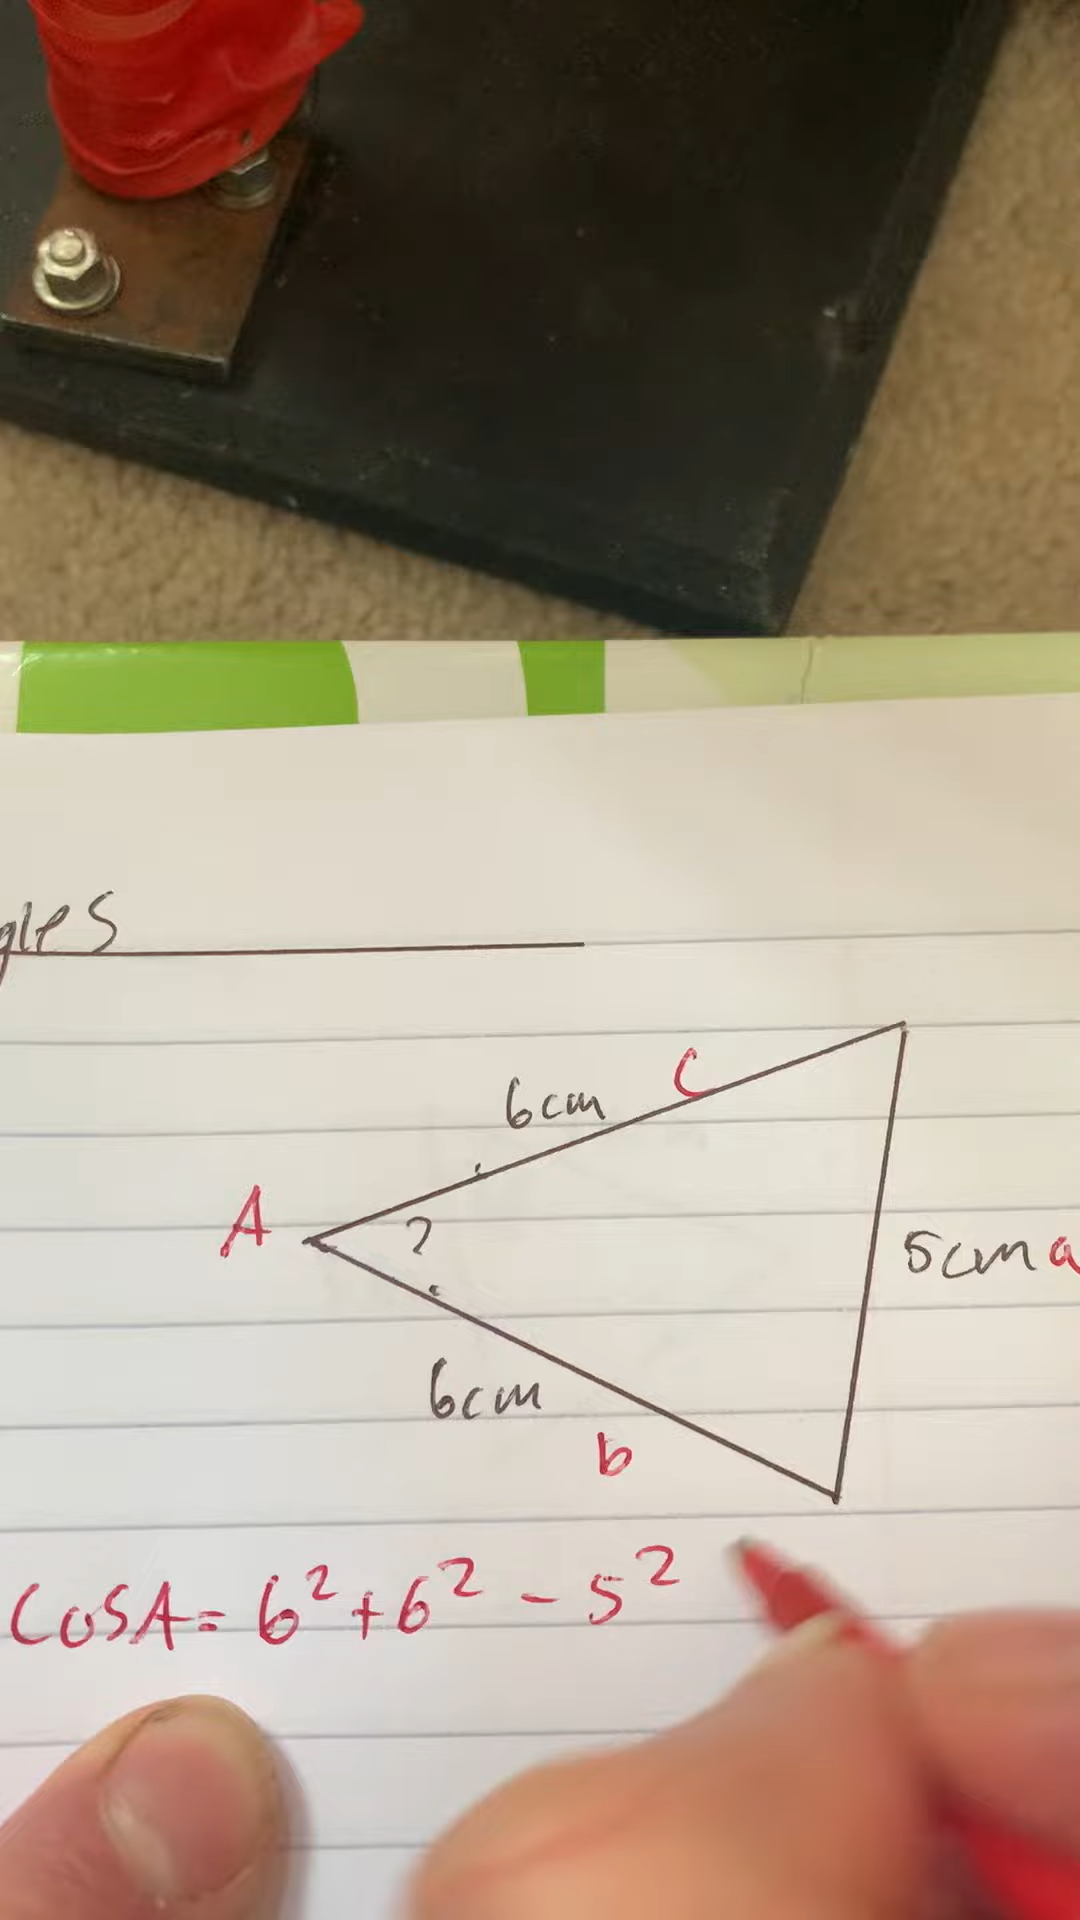 gles
6cm c
A ? 5cm a
6cm
b
CosA= 6² + 6² - 5²